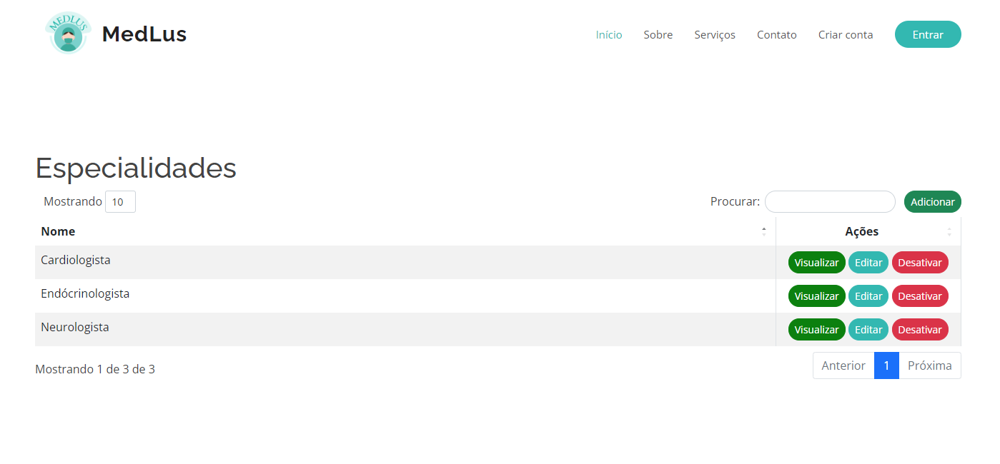 MEDLUS
MedLus
Início Sobre Serviços Contato Criar conta Entrar
Especialidades
Mostrando 10 Procurar: Adicionar
Nome Ações
Cardiologista Visualizar Editar Desativar
Endócrinologista Visualizar Editar Desativar
Neurologista Visualizar Editar Desativar
Mostrando 1 de 3 de 3 Anterior 1 Próxima